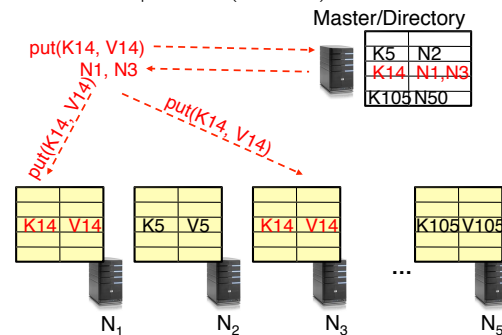 Master/Directory
put(K14, V14)
N1, N3
K5 N2
K14 N1,N3
K105 N50
put(K14, V14)
put(K14, V14)
K14 V14
K5 V5
K14 V14
K105 V105
...
N1
N2
N3
N5